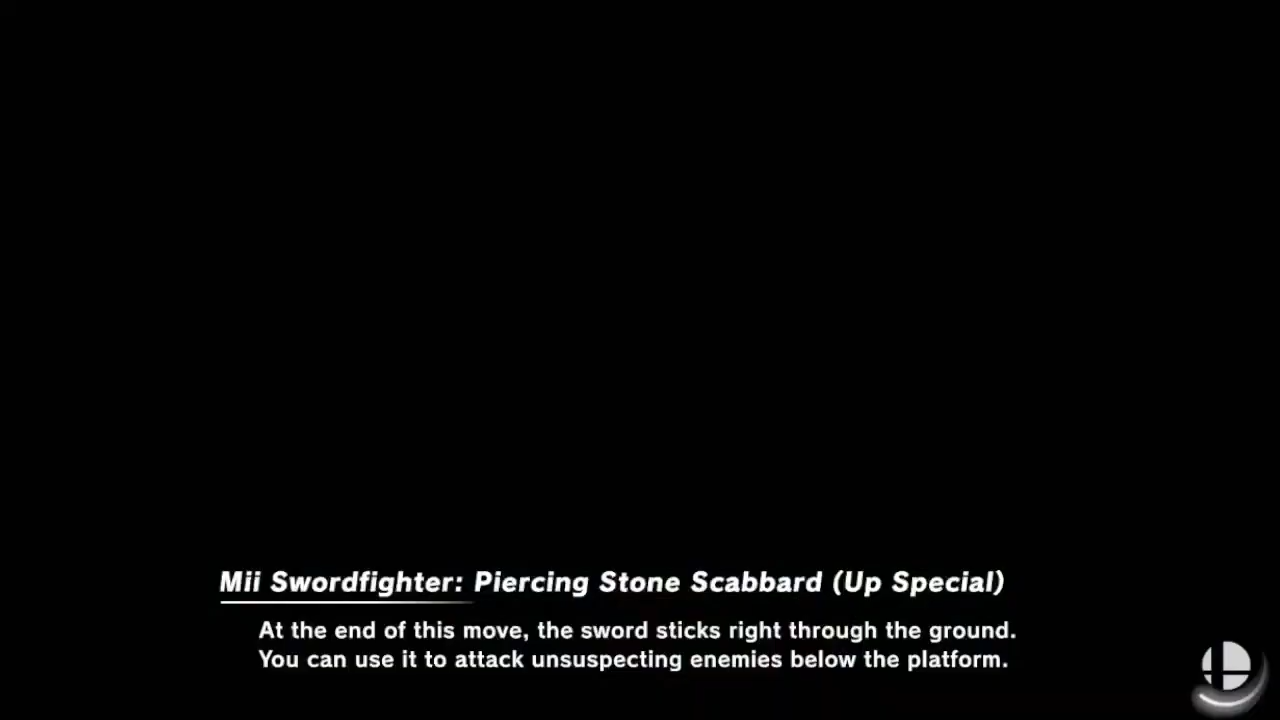 Mii Swordfighter: Piercing Stone Scabbard (Up Special)
At the end of this move, the sword sticks right through the ground.
You can use it to attack unsuspecting enemies below the platform.